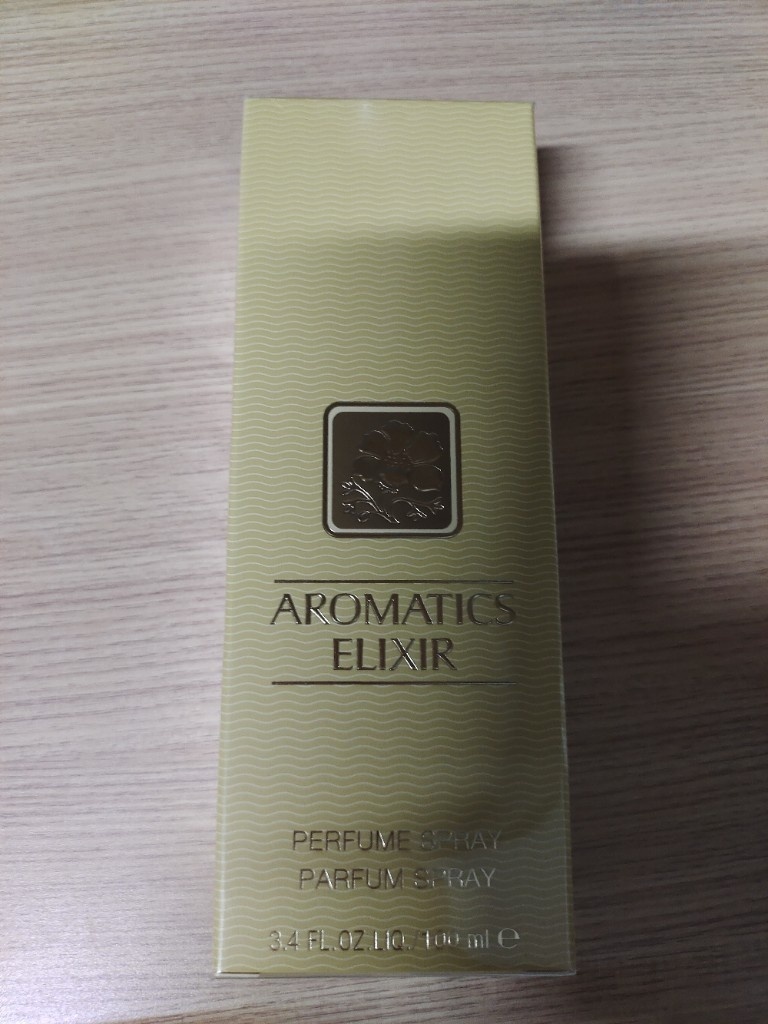 AROMATICS
ELIXIR
PERFUME SPRAY
PARFUM SPRAY
3.4 FL.OZ.LIQ./100 ml ℮